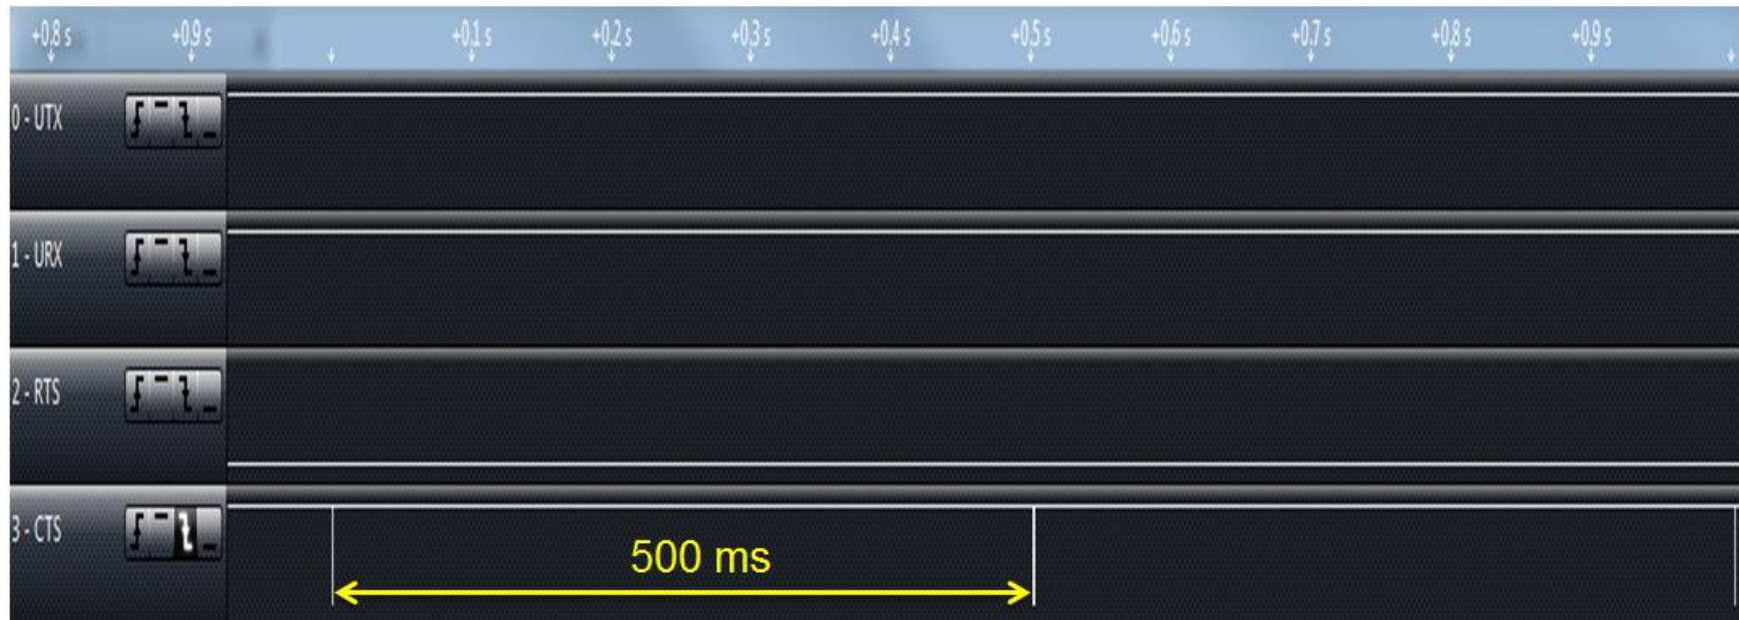 +0.8 s +0.9 s +0.1 s +0.2 s +0.3 s +0.4 s +0.5 s +0.6 s +0.7 s +0.8 s +0.9 s
0 - UTX
1 - URX
2 - RTS
3 - CTS
500 ms